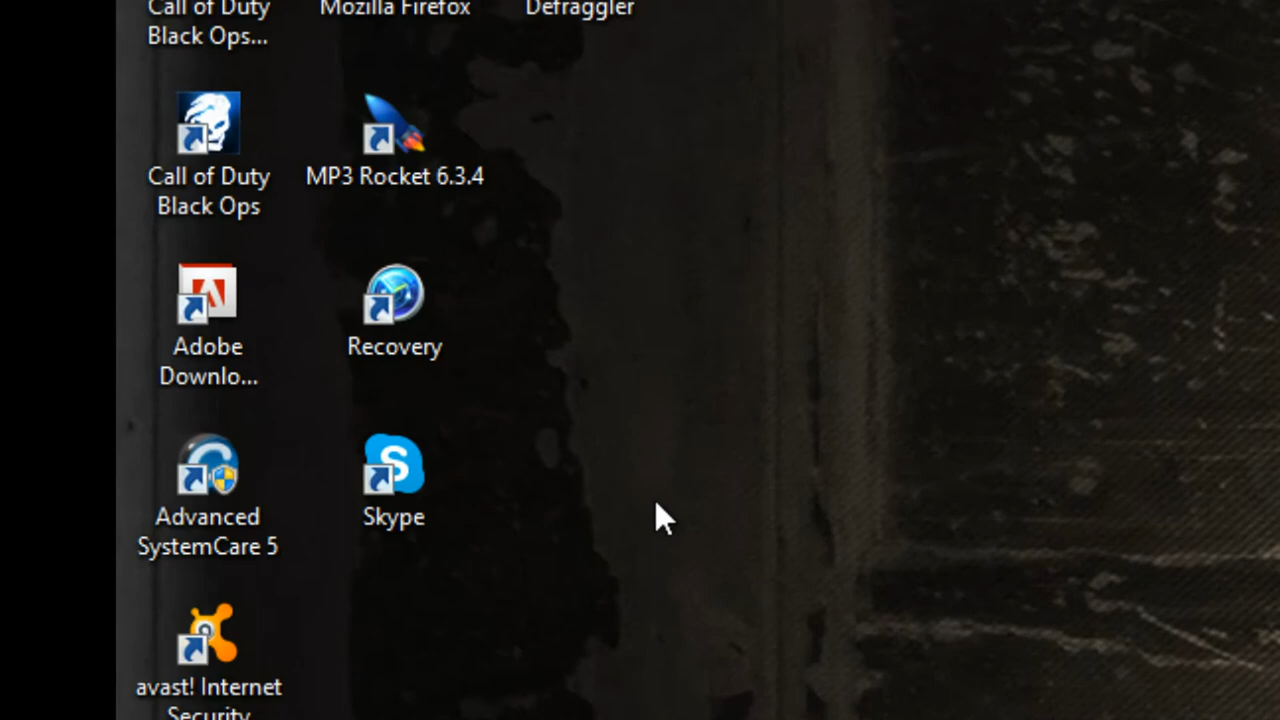 Call of Duty
Black Ops...
Mozilla Firefox
Defraggler
Call of Duty
Black Ops
MP3 Rocket 6.3.4
Adobe
Downlo...
Recovery
Advanced
SystemCare 5
Skype
avast! Internet
Security